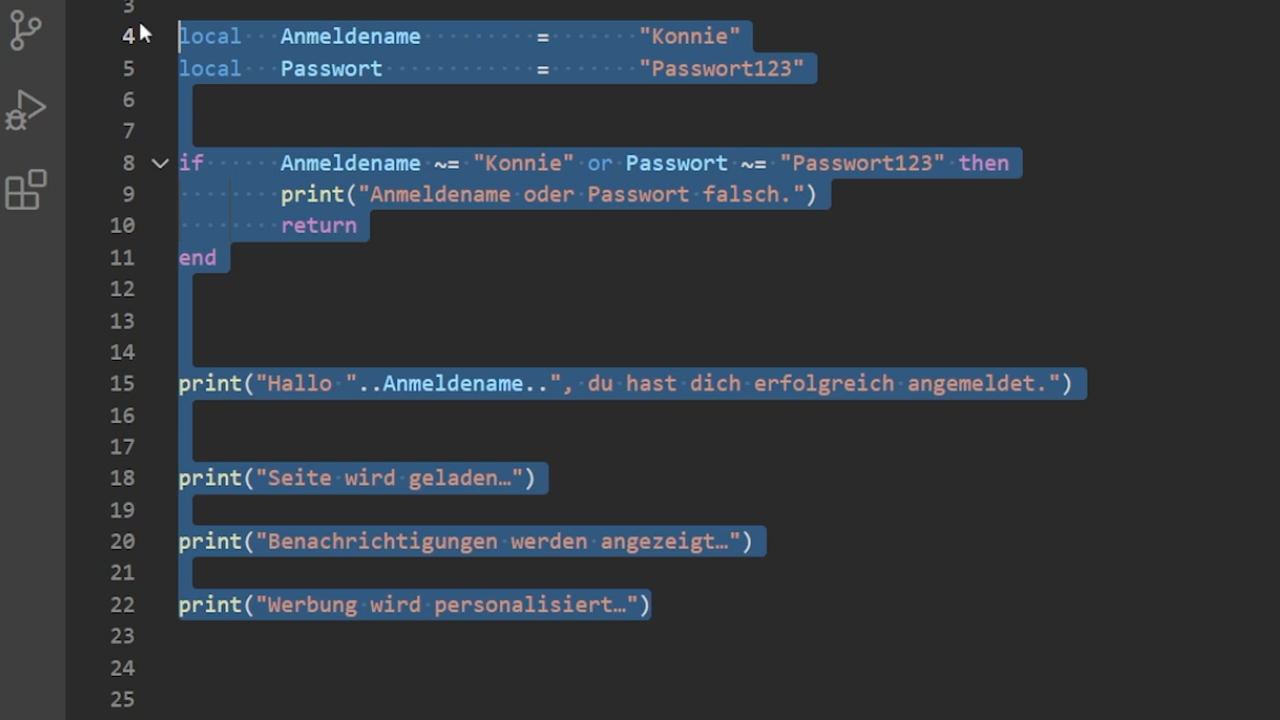 3
4 local Anmeldename = "Konnie"
5 local Passwort = "Passwort123"
6
7
8 if Anmeldename ~= "Konnie" or Passwort ~= "Passwort123" then
9 print("Anmeldename oder Passwort falsch.")
10 return
11 end
12
13
14
15 print("Hallo "..Anmeldename..", du hast dich erfolgreich angemeldet.")
16
17
18 print("Seite wird geladen…")
19
20 print("Benachrichtigungen werden angezeigt…")
21
22 print("Werbung wird personalisiert…")
23
24
25